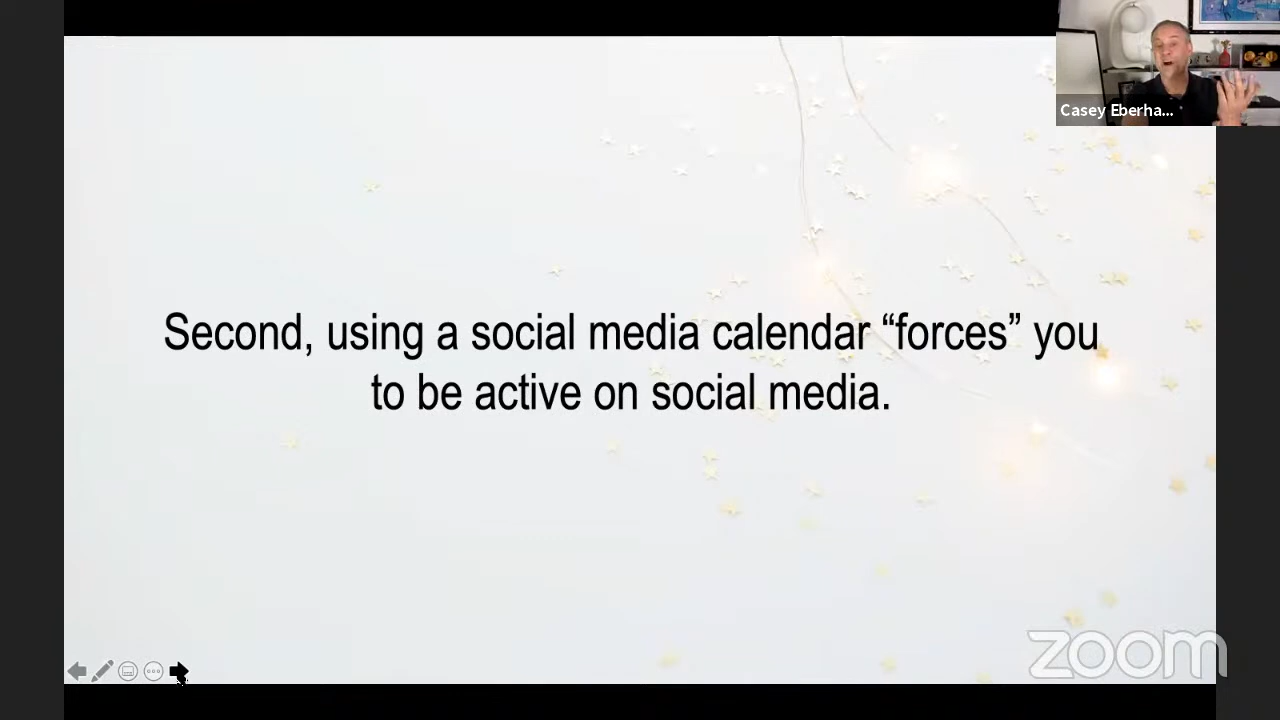 Casey Eberha...
Second, using a social media calendar “forces” you
to be active on social media.
zoom